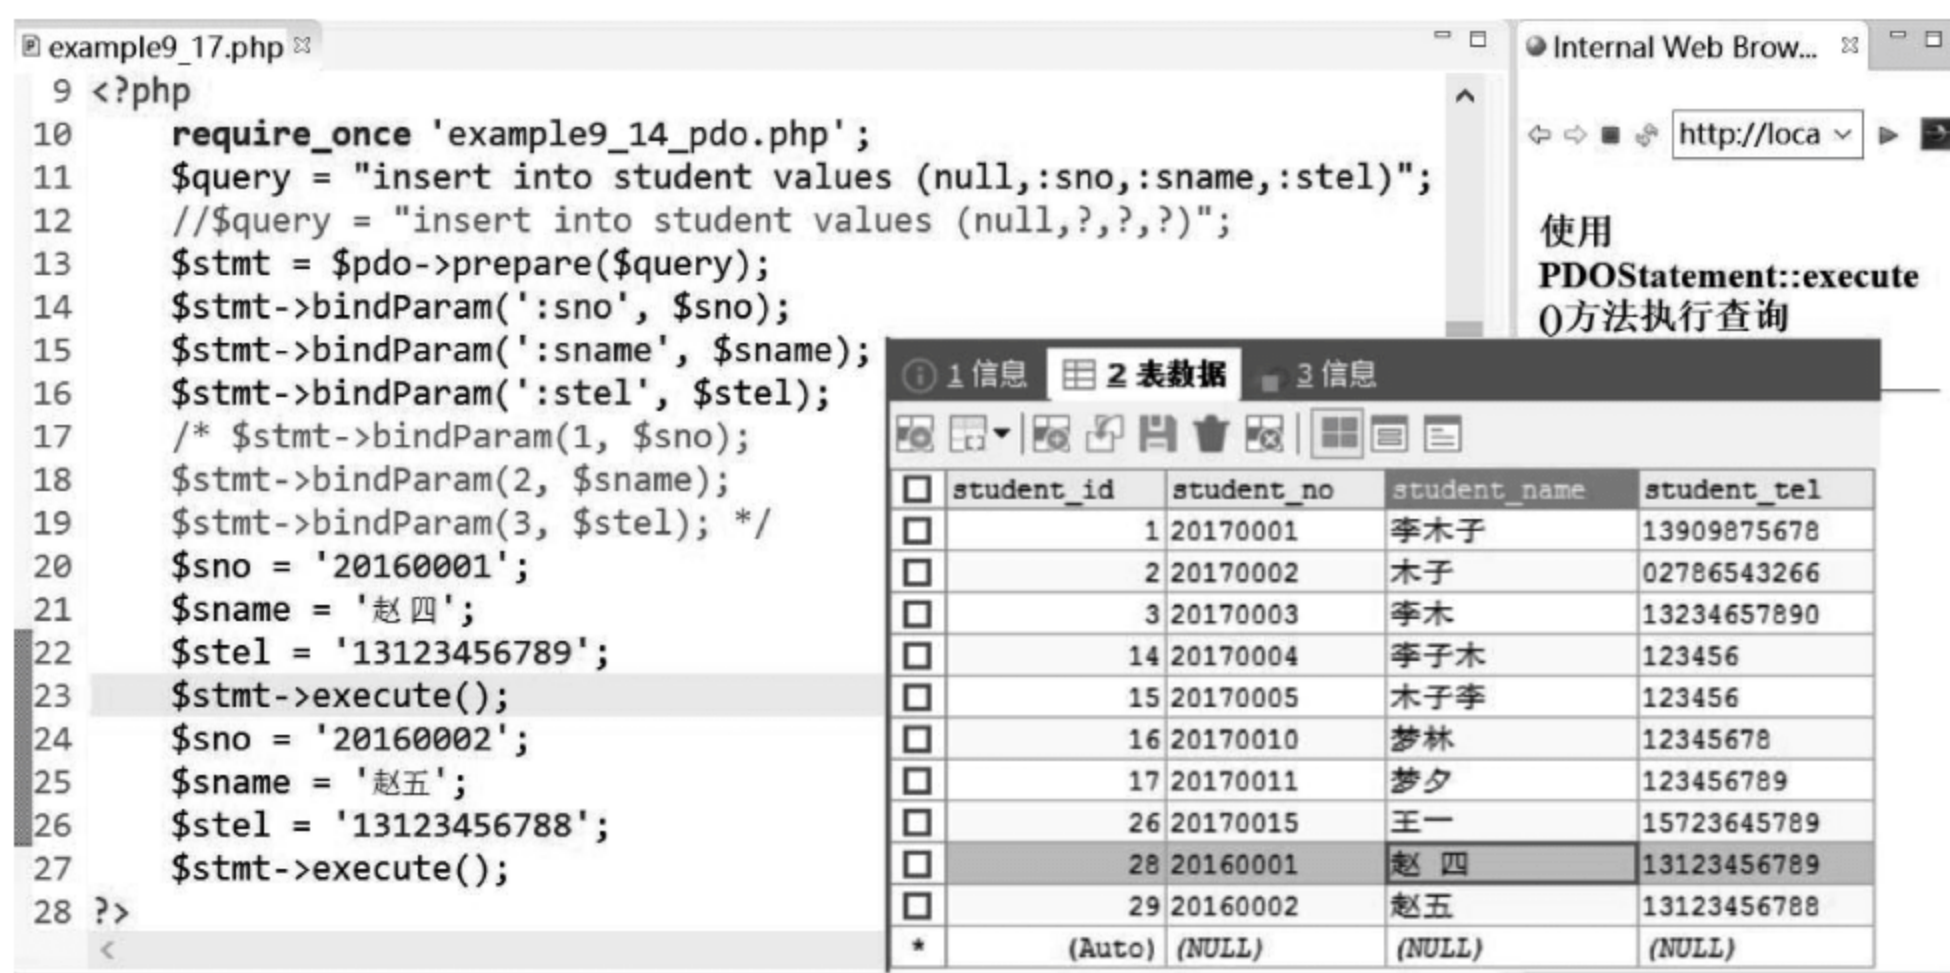 example9_17.php
9 <?php
10 require_once 'example9_14_pdo.php';
11 $query = "insert into student values (null,:sno,:sname,:stel)";
12 //$query = "insert into student values (null,?,?,?)";
13 $stmt = $pdo->prepare($query);
14 $stmt->bindParam(':sno', $sno);
15 $stmt->bindParam(':sname', $sname);
16 $stmt->bindParam(':stel', $stel);
17 /* $stmt->bindParam(1, $sno);
18 $stmt->bindParam(2, $sname);
19 $stmt->bindParam(3, $stel); */
20 $sno = '20160001';
21 $sname = '赵 四';
22 $stel = '13123456789';
23 $stmt->execute();
24 $sno = '20160002';
25 $sname = '赵五';
26 $stel = '13123456788';
27 $stmt->execute();
28 ?>
Internal Web Brow...
http://loca
使用
PDOStatement::execute
()方法执行查询
1 信息 2 表数据 3 信息
student_id student_no student_name student_tel
1 20170001 李木子 13909875678
2 20170002 木子 02786543266
3 20170003 李木 13234657890
14 20170004 李子木 123456
15 20170005 木子李 123456
16 20170010 梦林 12345678
17 20170011 梦夕 123456789
26 20170015 王一 15723645789
28 20160001 赵 四 13123456789
29 20160002 赵五 13123456788
* (Auto) (NULL) (NULL) (NULL)